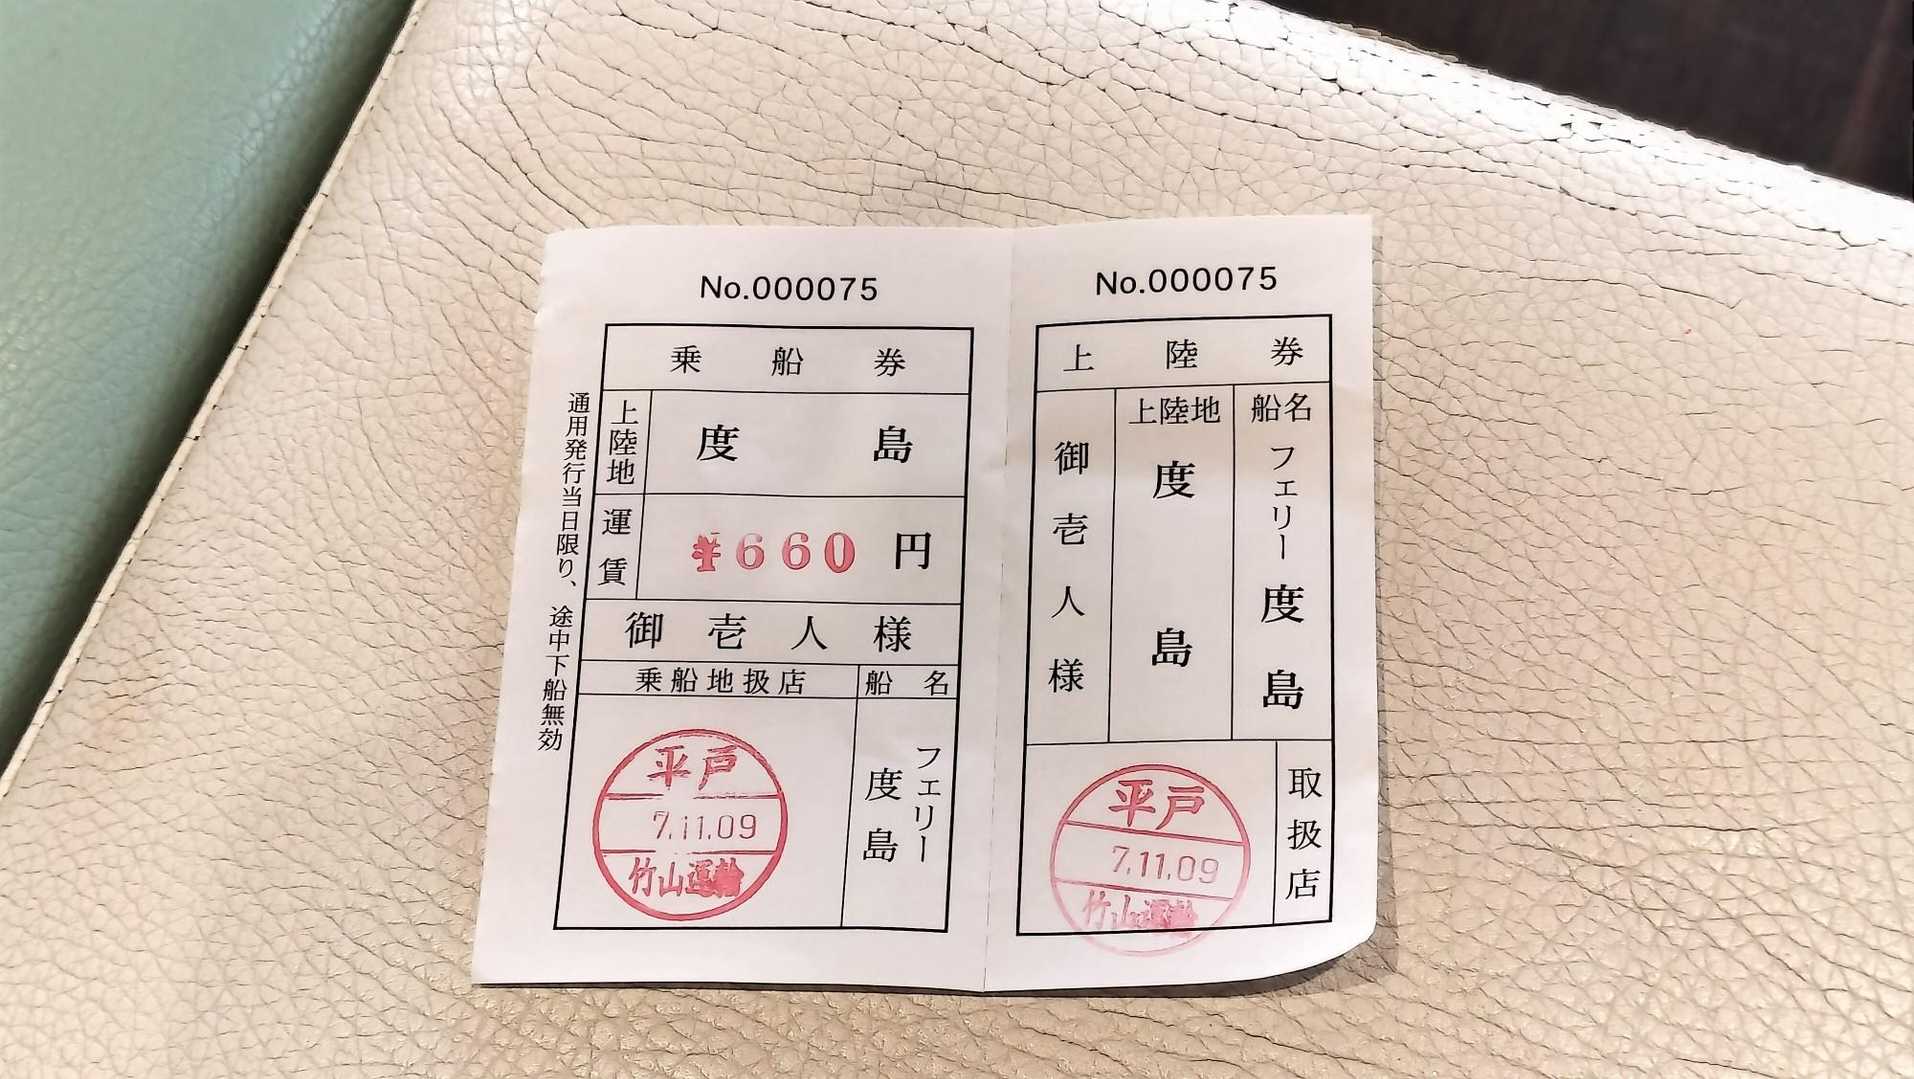 No.000075
乗船券
上陸地 度島
運賃 ¥660円
御壱人様
乗船地扱店 船名
平戸
7.11.09
竹山運輸
フェリー
度島
通用発行当日限り、途中下船無効
No.000075
上陸券
船名 フェリー度島
上陸地 度島
御壱人様
取扱店
平戸
7.11.09
竹山運輸